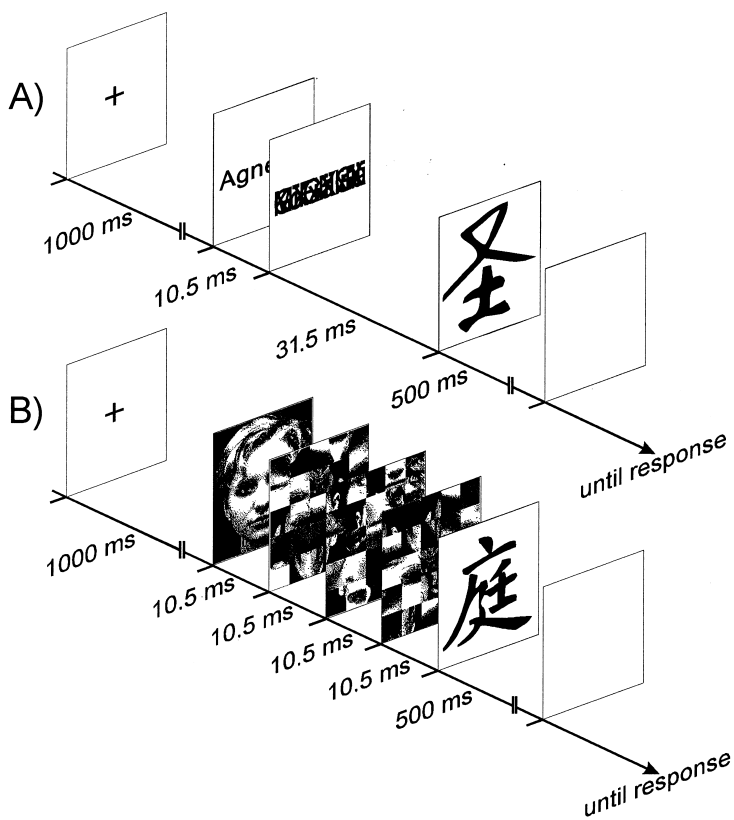 A)
+
1000 ms
Agne
10.5 ms
31.5 ms
圣
500 ms
until response
B)
+
1000 ms
10.5 ms
10.5 ms
10.5 ms
10.5 ms
庭
500 ms
until response